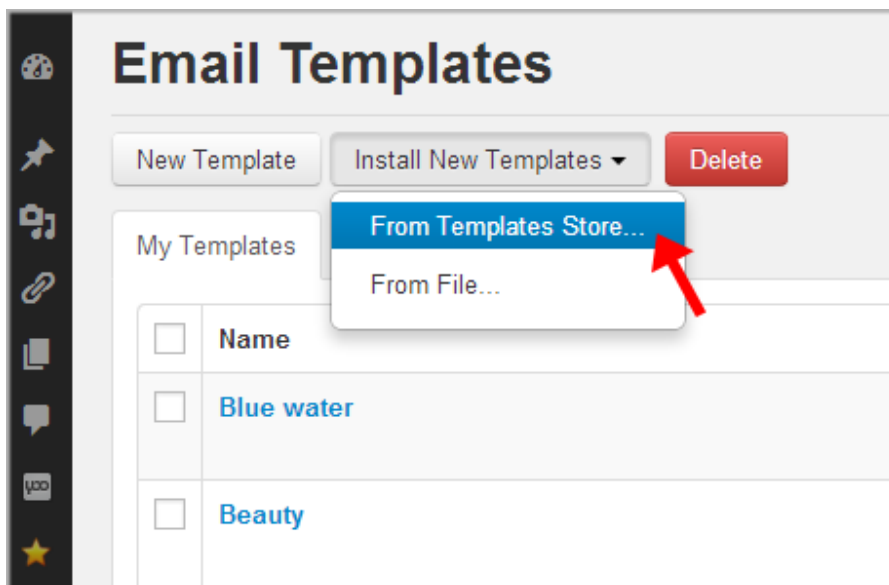 Email Templates
New Template
Install New Templates
Delete
From Templates Store...
My Templates
From File...
Name
Blue water
Beauty
yoo